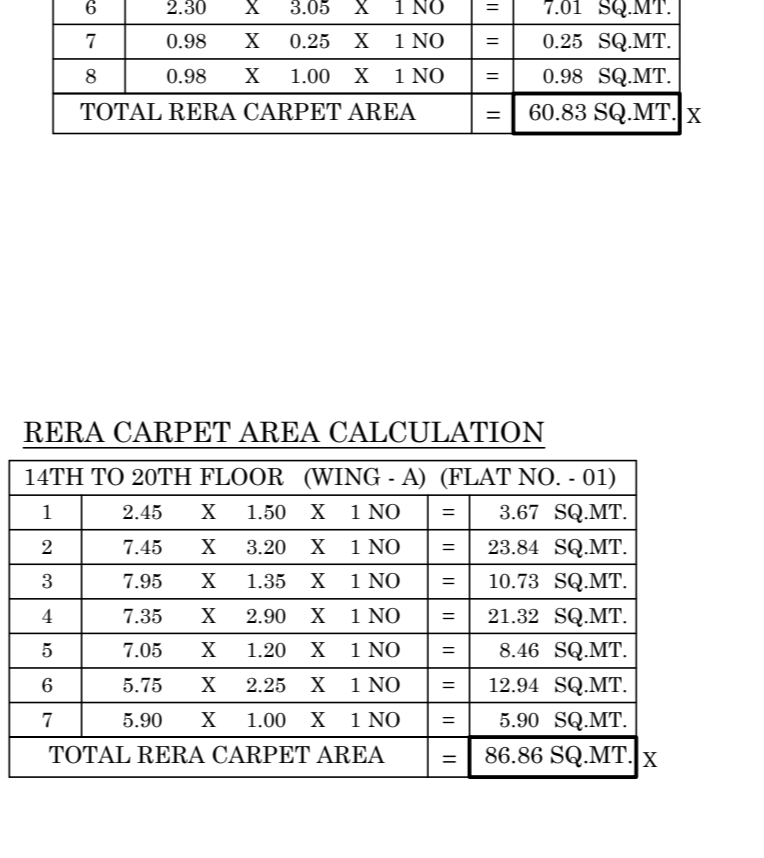 6 2.30 X 3.05 X 1 NO = 7.01 SQ.MT.
7 0.98 X 0.25 X 1 NO = 0.25 SQ.MT.
8 0.98 X 1.00 X 1 NO = 0.98 SQ.MT.
TOTAL RERA CARPET AREA = 60.83 SQ.MT. X
RERA CARPET AREA CALCULATION
14TH TO 20TH FLOOR (WING - A) (FLAT NO. - 01)
1 2.45 X 1.50 X 1 NO = 3.67 SQ.MT.
2 7.45 X 3.20 X 1 NO = 23.84 SQ.MT.
3 7.95 X 1.35 X 1 NO = 10.73 SQ.MT.
4 7.35 X 2.90 X 1 NO = 21.32 SQ.MT.
5 7.05 X 1.20 X 1 NO = 8.46 SQ.MT.
6 5.75 X 2.25 X 1 NO = 12.94 SQ.MT.
7 5.90 X 1.00 X 1 NO = 5.90 SQ.MT.
TOTAL RERA CARPET AREA = 86.86 SQ.MT. X